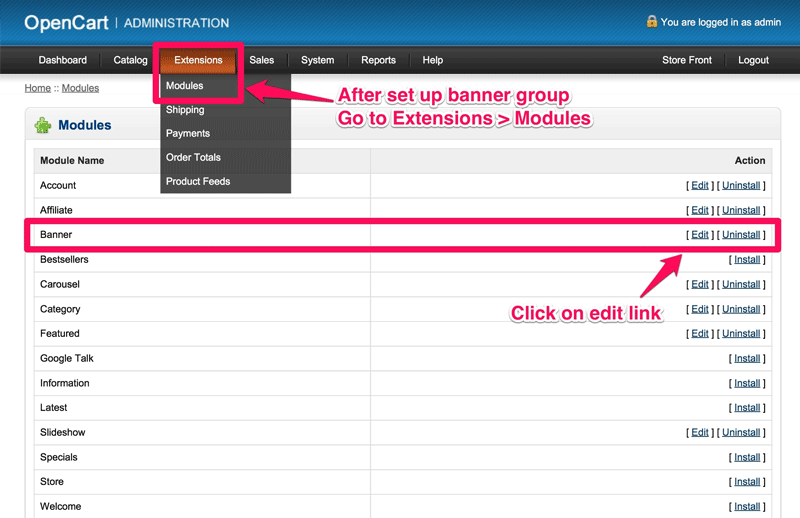 OpenCart | ADMINISTRATION
You are logged in as admin
Dashboard Catalog Extensions Sales System Reports Help Store Front Logout
Home :: Modules
Modules
Shipping
Payments
Order Totals
Product Feeds
After set up banner group
Go to Extensions > Modules
Modules
Module Name Action
Account [ Edit ] [ Uninstall ]
Affiliate [ Edit ] [ Uninstall ]
Banner [ Edit ] [ Uninstall ]
Bestsellers [ Install ]
Carousel [ Edit ] [ Uninstall ]
Click on edit link
Category [ Edit ] [ Uninstall ]
Featured [ Edit ] [ Uninstall ]
Google Talk [ Install ]
Information [ Install ]
Latest [ Install ]
Slideshow [ Edit ] [ Uninstall ]
Specials [ Install ]
Store [ Install ]
Welcome [ Install ]